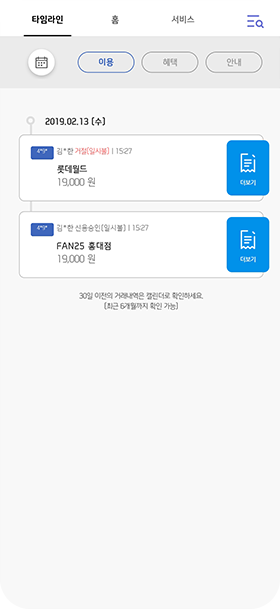 타임라인 홈 서비스
이용 혜택 안내
2019.02.13 [수]
4*9* 김*한 거절(일시불) | 15:27
롯데월드
19,000 원
더보기
4*9* 김*한 신용승인(일시불) | 15:27
FAN25 홍대점
19,000 원
더보기
30일 이전의 거래내역은 캘린더로 확인하세요.
(최근 6개월까지 확인 가능)